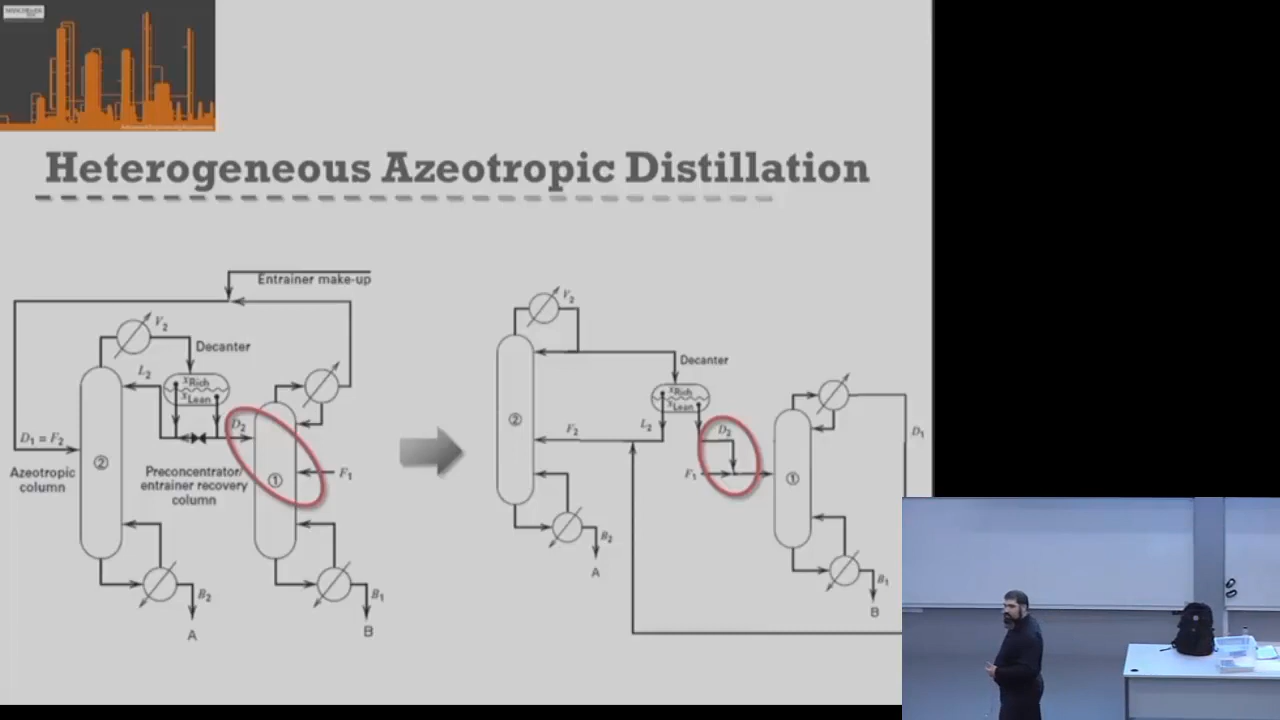 MANCHESTER
Heterogeneous Azeotropic Distillation
Entrainer make-up
V2
Decanter
L2
xRich
xLean
D2
D1 = F2
Azeotropic
column
②
Preconcentrator/
entrainer recovery
column
①
F1
B2
A
B1
B
V2
Decanter
xRich
xLean
②
F2
L2
D2
F1
①
D1
B2
A
B1
B